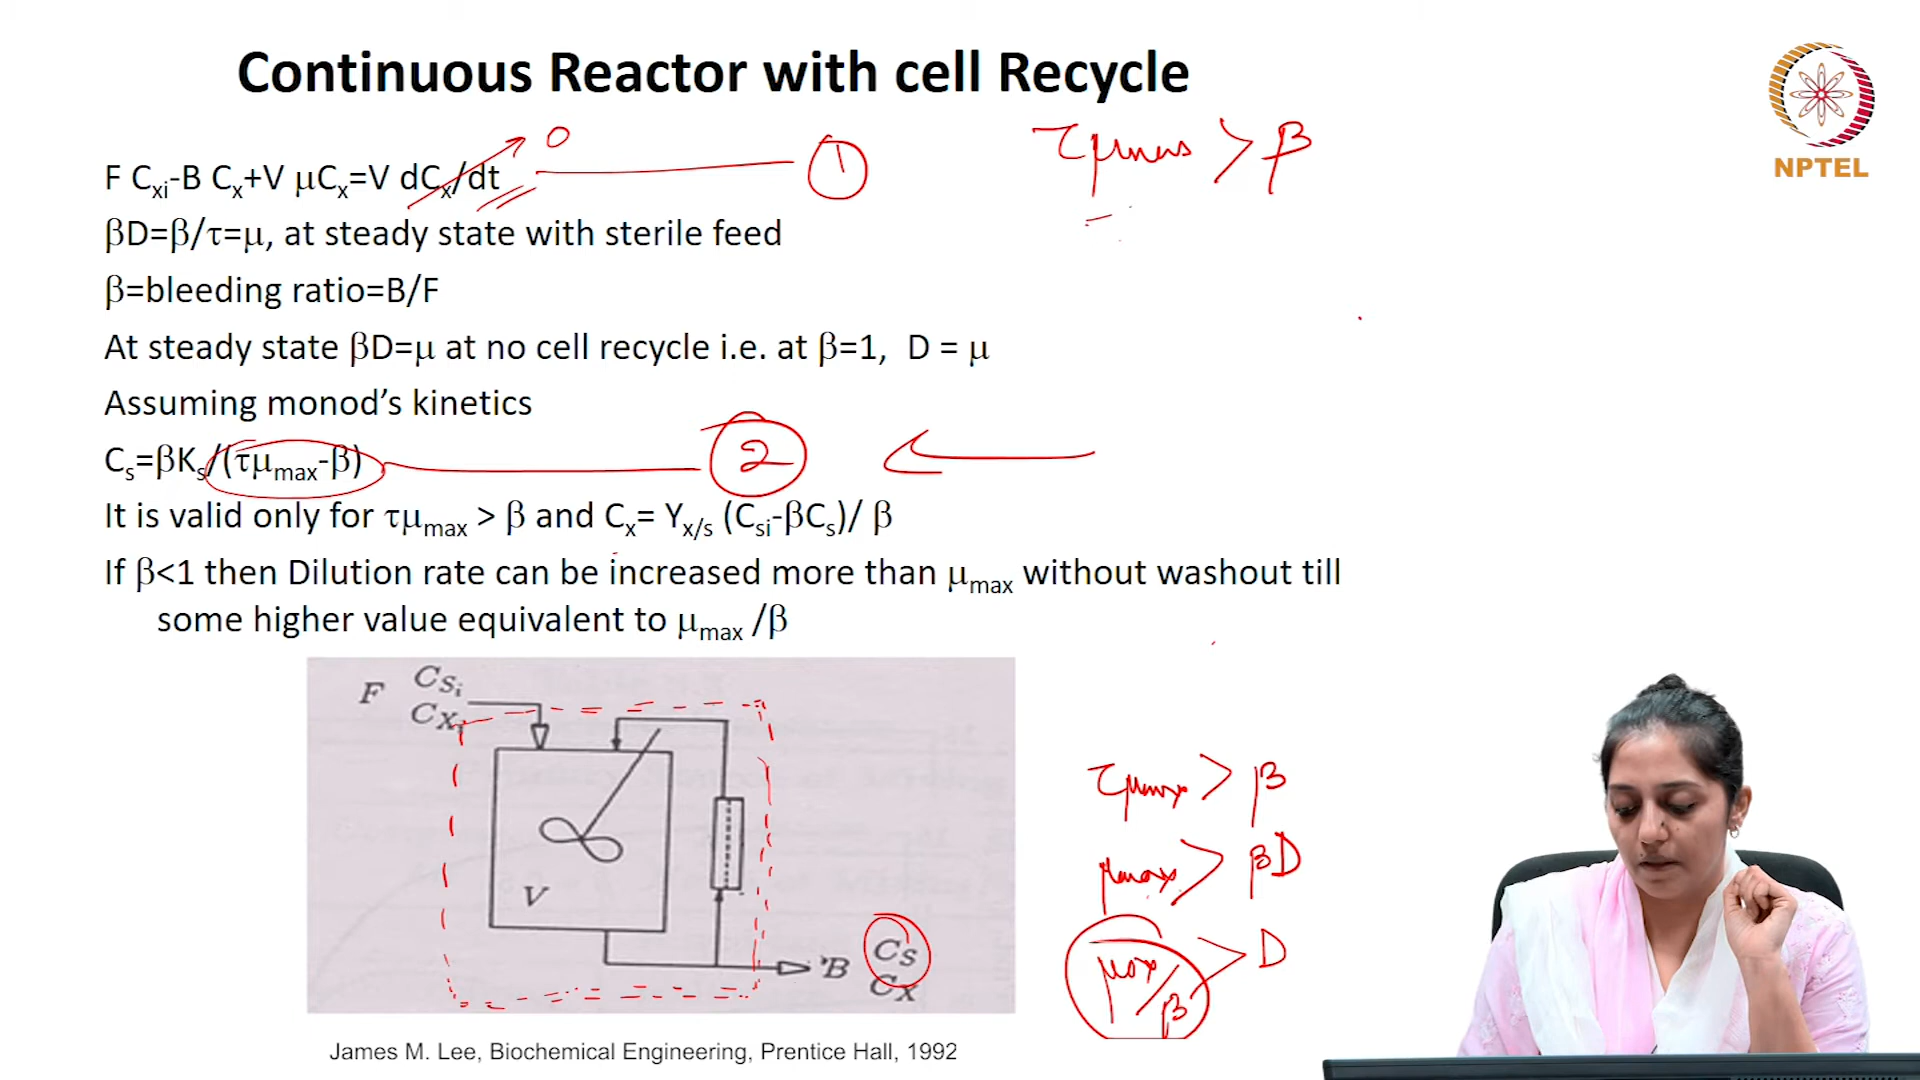 Continuous Reactor with cell Recycle
NPTEL
F Cxi-B Cx+V μCx=V dCx/dt
0
1
τμmax > β
βD=β/τ=μ, at steady state with sterile feed
β=bleeding ratio=B/F
At steady state βD=μ at no cell recycle i.e. at β=1, D = μ
Assuming monod’s kinetics
Cs=βKs/(τμmax-β)
2
It is valid only for τμmax > β and Cx= Yx/s (Csi-βCs)/ β
If β<1 then Dilution rate can be increased more than μmax without washout till
some higher value equivalent to μmax /β
F
CSi
CXi
V
B
CS
CX
τμmax > β
μmax > βD
μmax/β > D
James M. Lee, Biochemical Engineering, Prentice Hall, 1992